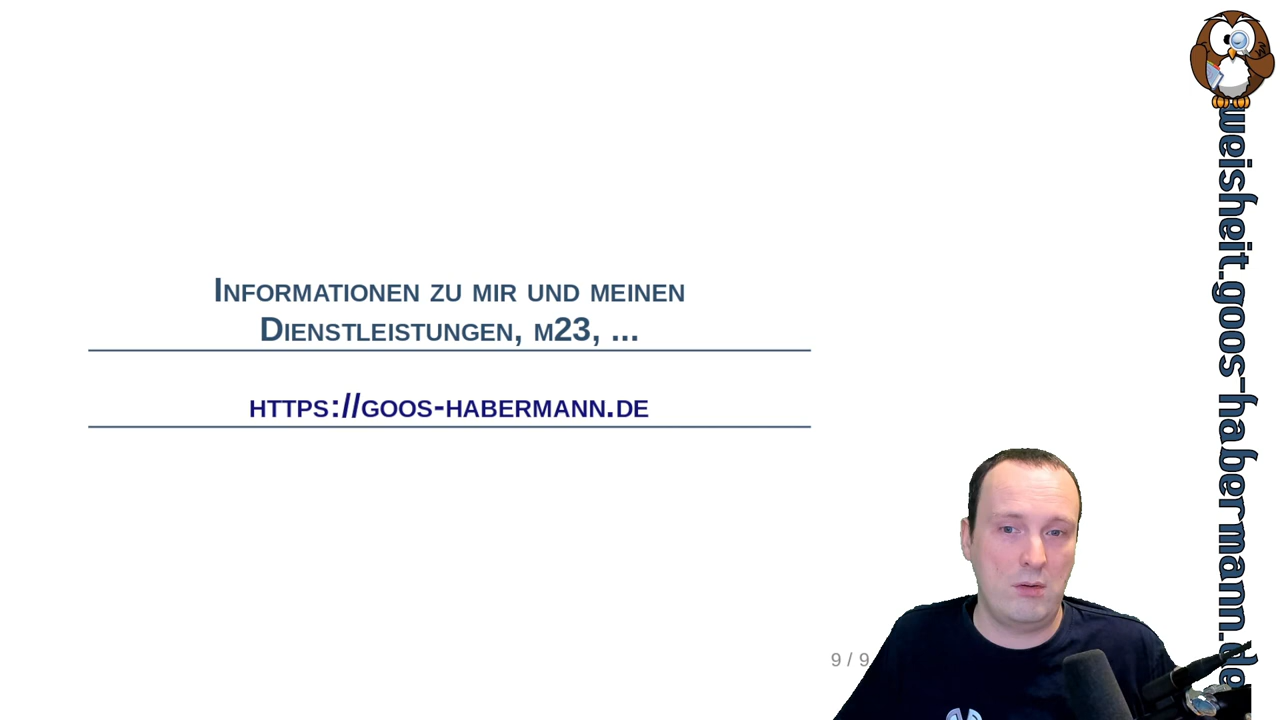 Informationen zu mir und meinen
Dienstleistungen, m23, ...
https://goos-habermann.de
9 / 9
weisheit.goos-habermann.de